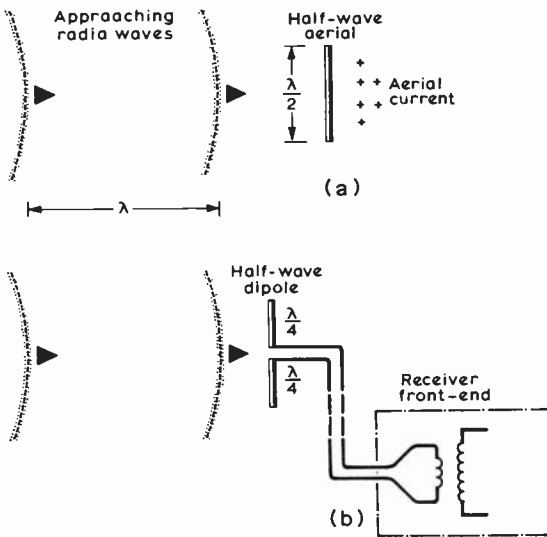 Appraaching
radia waves
Half-wave
aerial
λ
2
+
+ +
+ +
+
Aerial
current
(a)
λ
Half-wave
dipole
λ
4
λ
4
Receiver
front-end
(b)